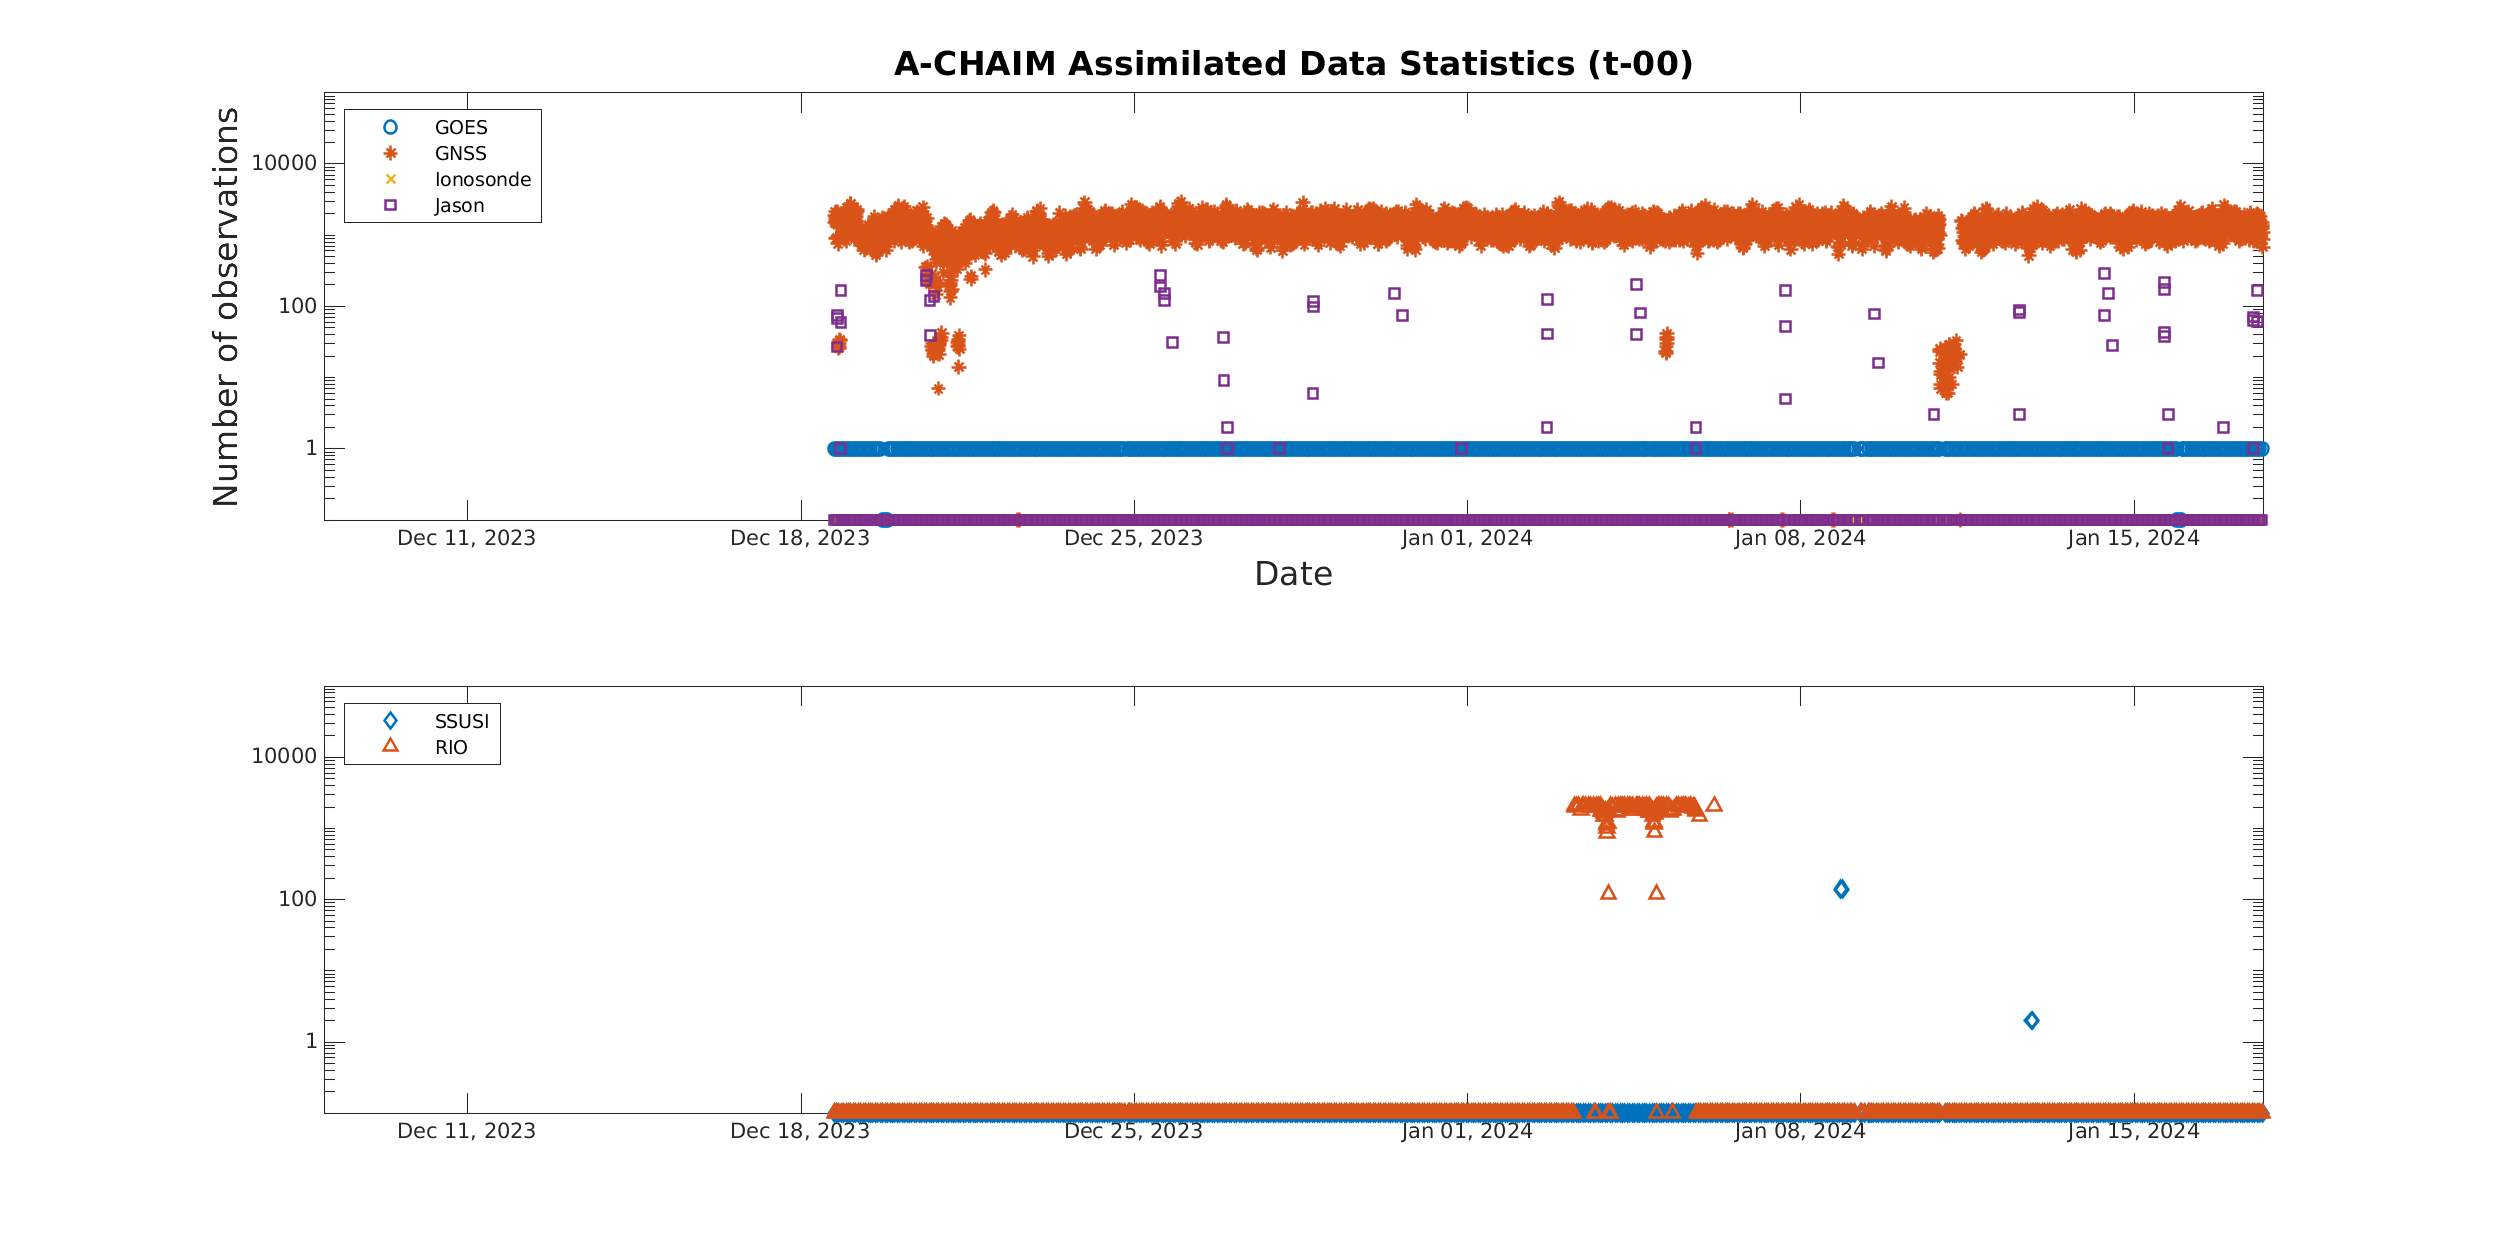 A-CHAIM Assimilated Data Statistics (t-00)
Number of observations
10000
100
1
GOES
GNSS
Ionosonde
Jason
Dec 11, 2023
Dec 18, 2023
Dec 25, 2023
Jan 01, 2024
Jan 08, 2024
Jan 15, 2024
Date
10000
100
1
SSUSI
RIO
Dec 11, 2023
Dec 18, 2023
Dec 25, 2023
Jan 01, 2024
Jan 08, 2024
Jan 15, 2024